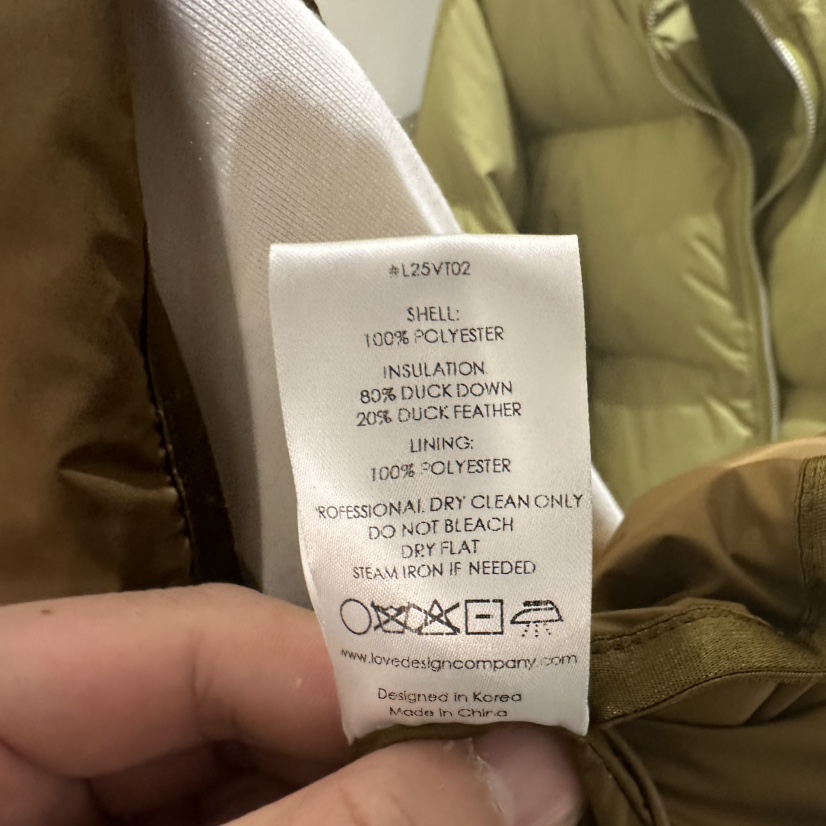 #L25VT02
SHELL:
100% POLYESTER
INSULATION
80% DUCK DOWN
20% DUCK FEATHER
LINING:
100% POLYESTER
PROFESSIONAL DRY CLEAN ONLY
DO NOT BLEACH
DRY FLAT
STEAM IRON IF NEEDED
www.lovedesigncompany.com
Designed in Korea
Made in China